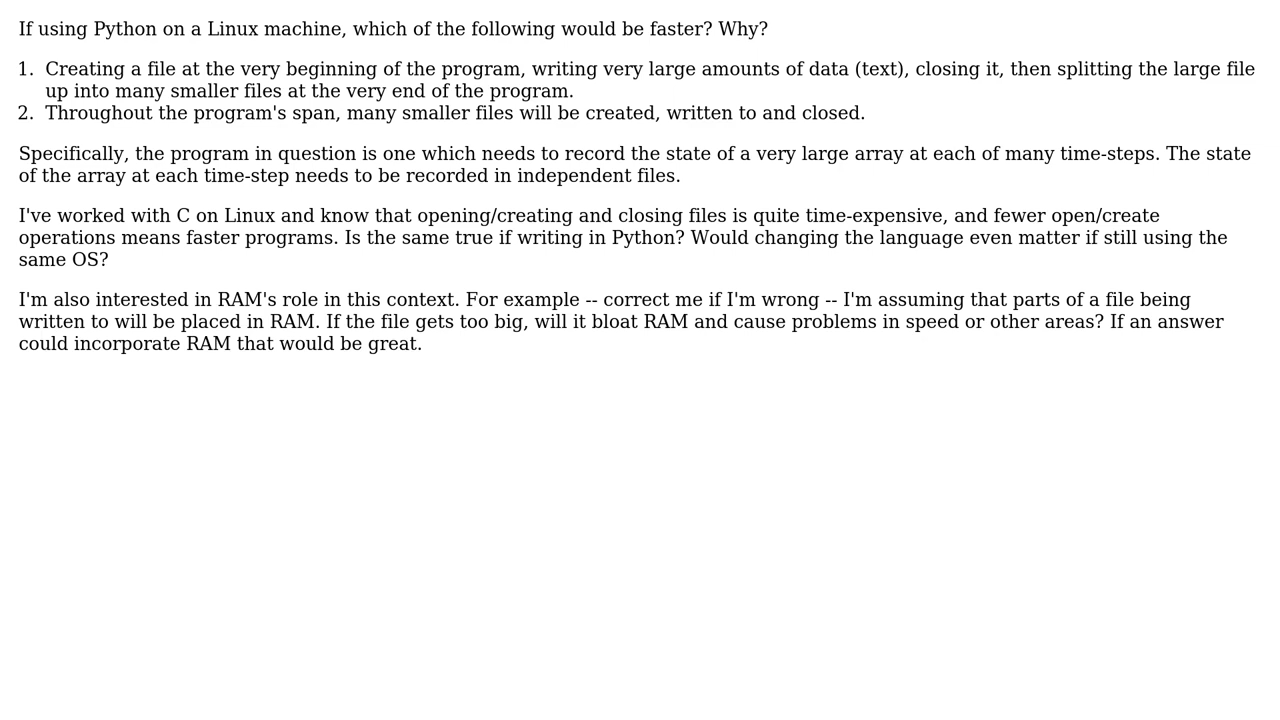 If using Python on a Linux machine, which of the following would be faster? Why?
1. Creating a file at the very beginning of the program, writing very large amounts of data (text), closing it, then splitting the large file
up into many smaller files at the very end of the program.
2. Throughout the program's span, many smaller files will be created, written to and closed.
Specifically, the program in question is one which needs to record the state of a very large array at each of many time-steps. The state
of the array at each time-step needs to be recorded in independent files.
I've worked with C on Linux and know that opening/creating and closing files is quite time-expensive, and fewer open/create
operations means faster programs. Is the same true if writing in Python? Would changing the language even matter if still using the
same OS?
I'm also interested in RAM's role in this context. For example -- correct me if I'm wrong -- I'm assuming that parts of a file being
written to will be placed in RAM. If the file gets too big, will it bloat RAM and cause problems in speed or other areas? If an answer
could incorporate RAM that would be great.